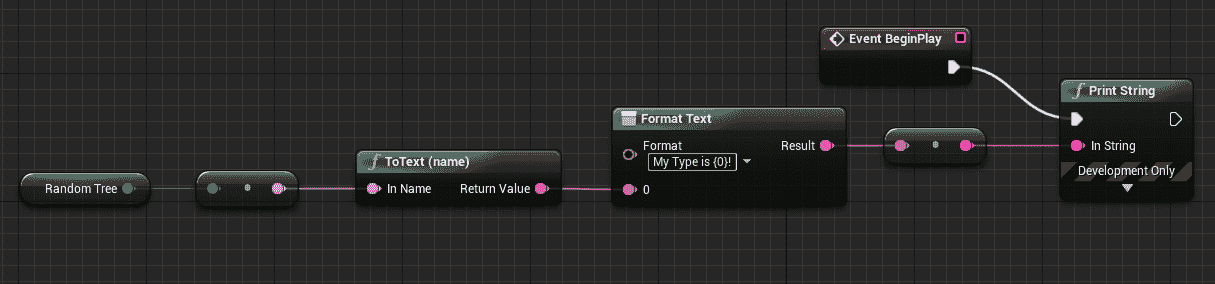 Event BeginPlay
f Print String
In String
Development Only
Format Text
Format
My Type is {0}!
Result
0
f ToText (name)
In Name Return Value
Random Tree